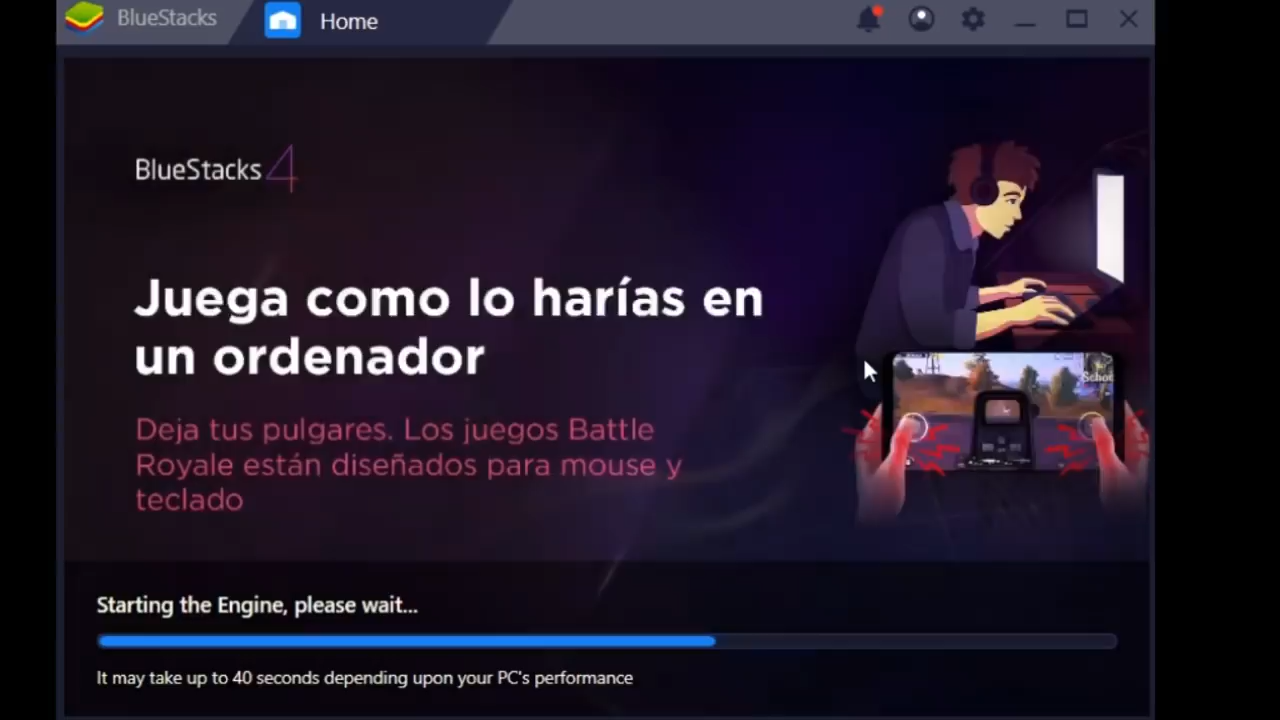 BlueStacks
Home
BlueStacks 4
Juega como lo harías en
un ordenador
Deja tus pulgares. Los juegos Battle
Royale están diseñados para mouse y
teclado
Starting the Engine, please wait...
It may take up to 40 seconds depending upon your PC's performance